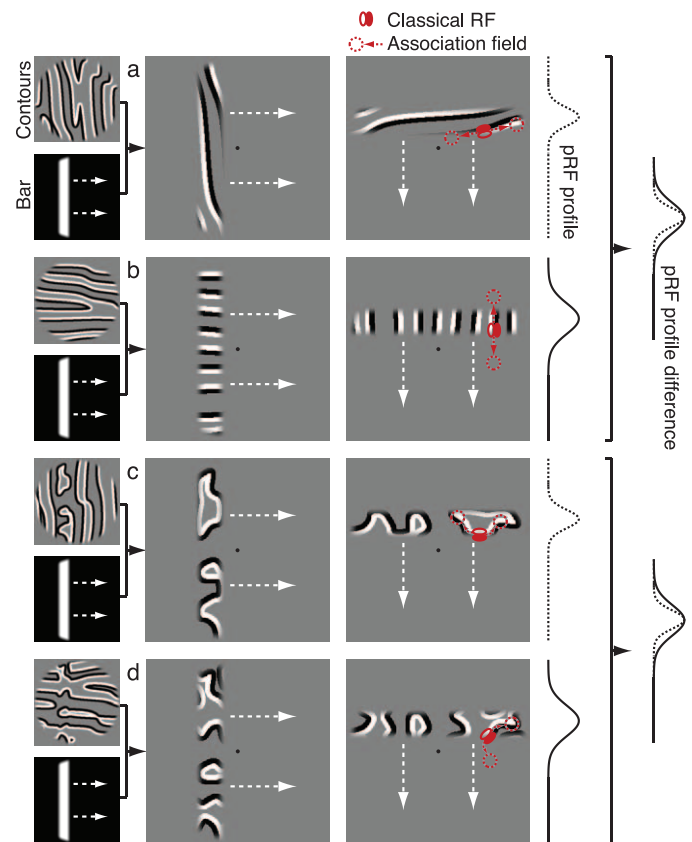 Classical RF
Association field
Contours
Bar
a
pRF profile
b
pRF profile difference
c
d